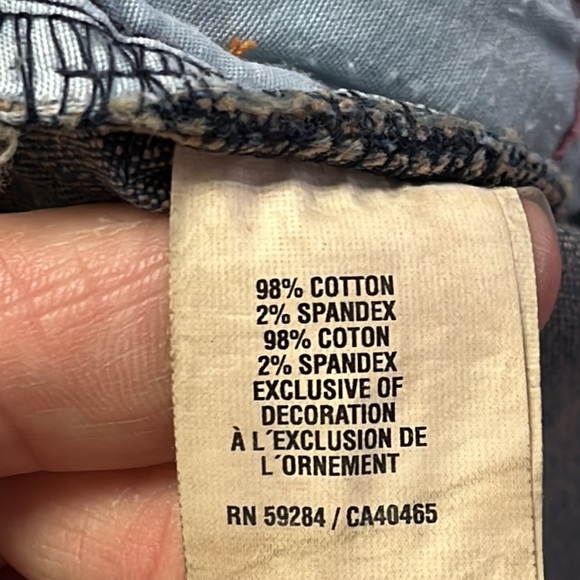 98% COTTON
2% SPANDEX
98% COTON
2% SPANDEX
EXCLUSIVE OF
DECORATION
À L´EXCLUSION DE
L´ORNEMENT
RN 59284 / CA40465